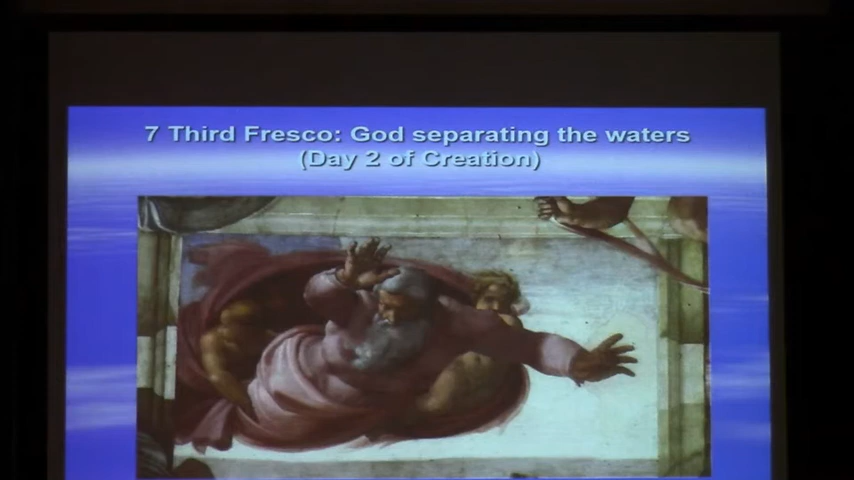 7 Third Fresco: God separating the waters
(Day 2 of Creation)